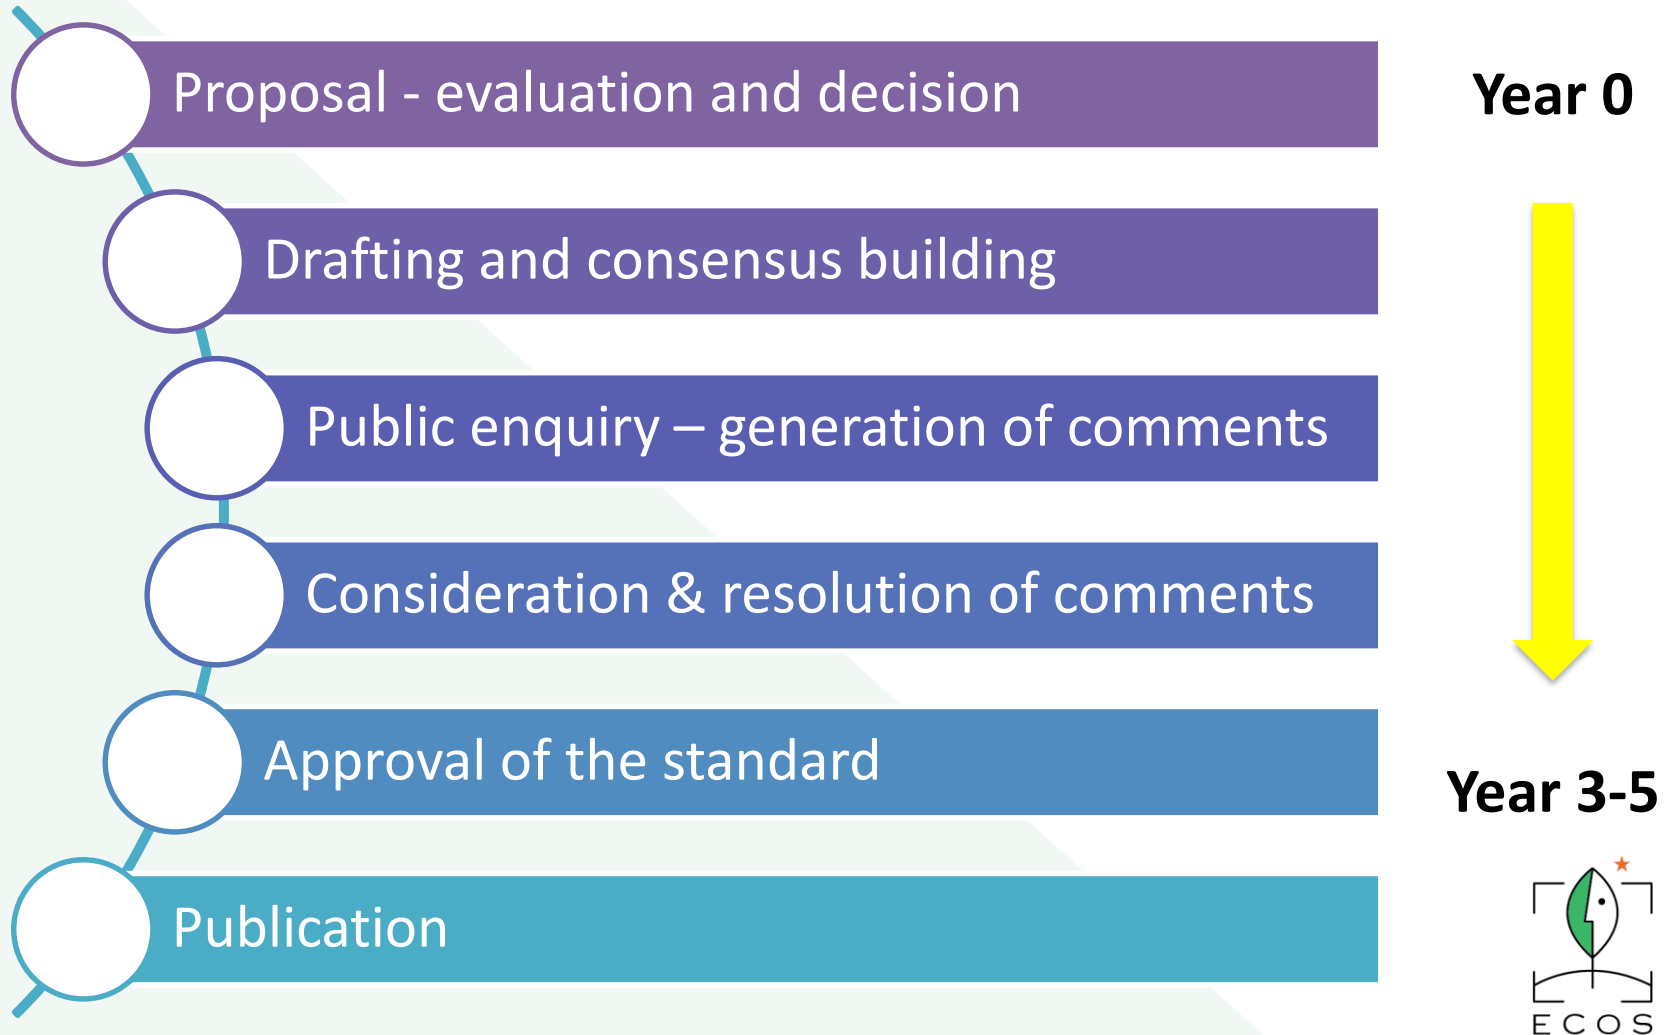 Proposal - evaluation and decision
Year 0
Drafting and consensus building
Public enquiry – generation of comments
Consideration & resolution of comments
Approval of the standard
Year 3-5
Publication
ECOS